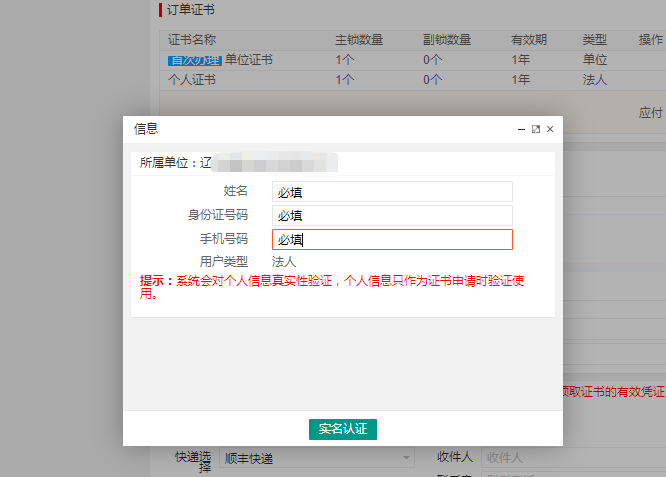 订单证书
证书名称 主锁数量 副锁数量 有效期 类型 操作
首次办理 单位证书 1个 0个 1年 单位
个人证书 1个 0个 1年 法人
应付
信息
所属单位：辽
姓名 必填
身份证号码 必填
手机号码 必填
用户类型 法人
提示：系统会对个人信息真实性验证，个人信息只作为证书申请时验证使
用。
领取证书的有效凭证
实名认证
快递选
择 顺丰快递 收件人 收件人